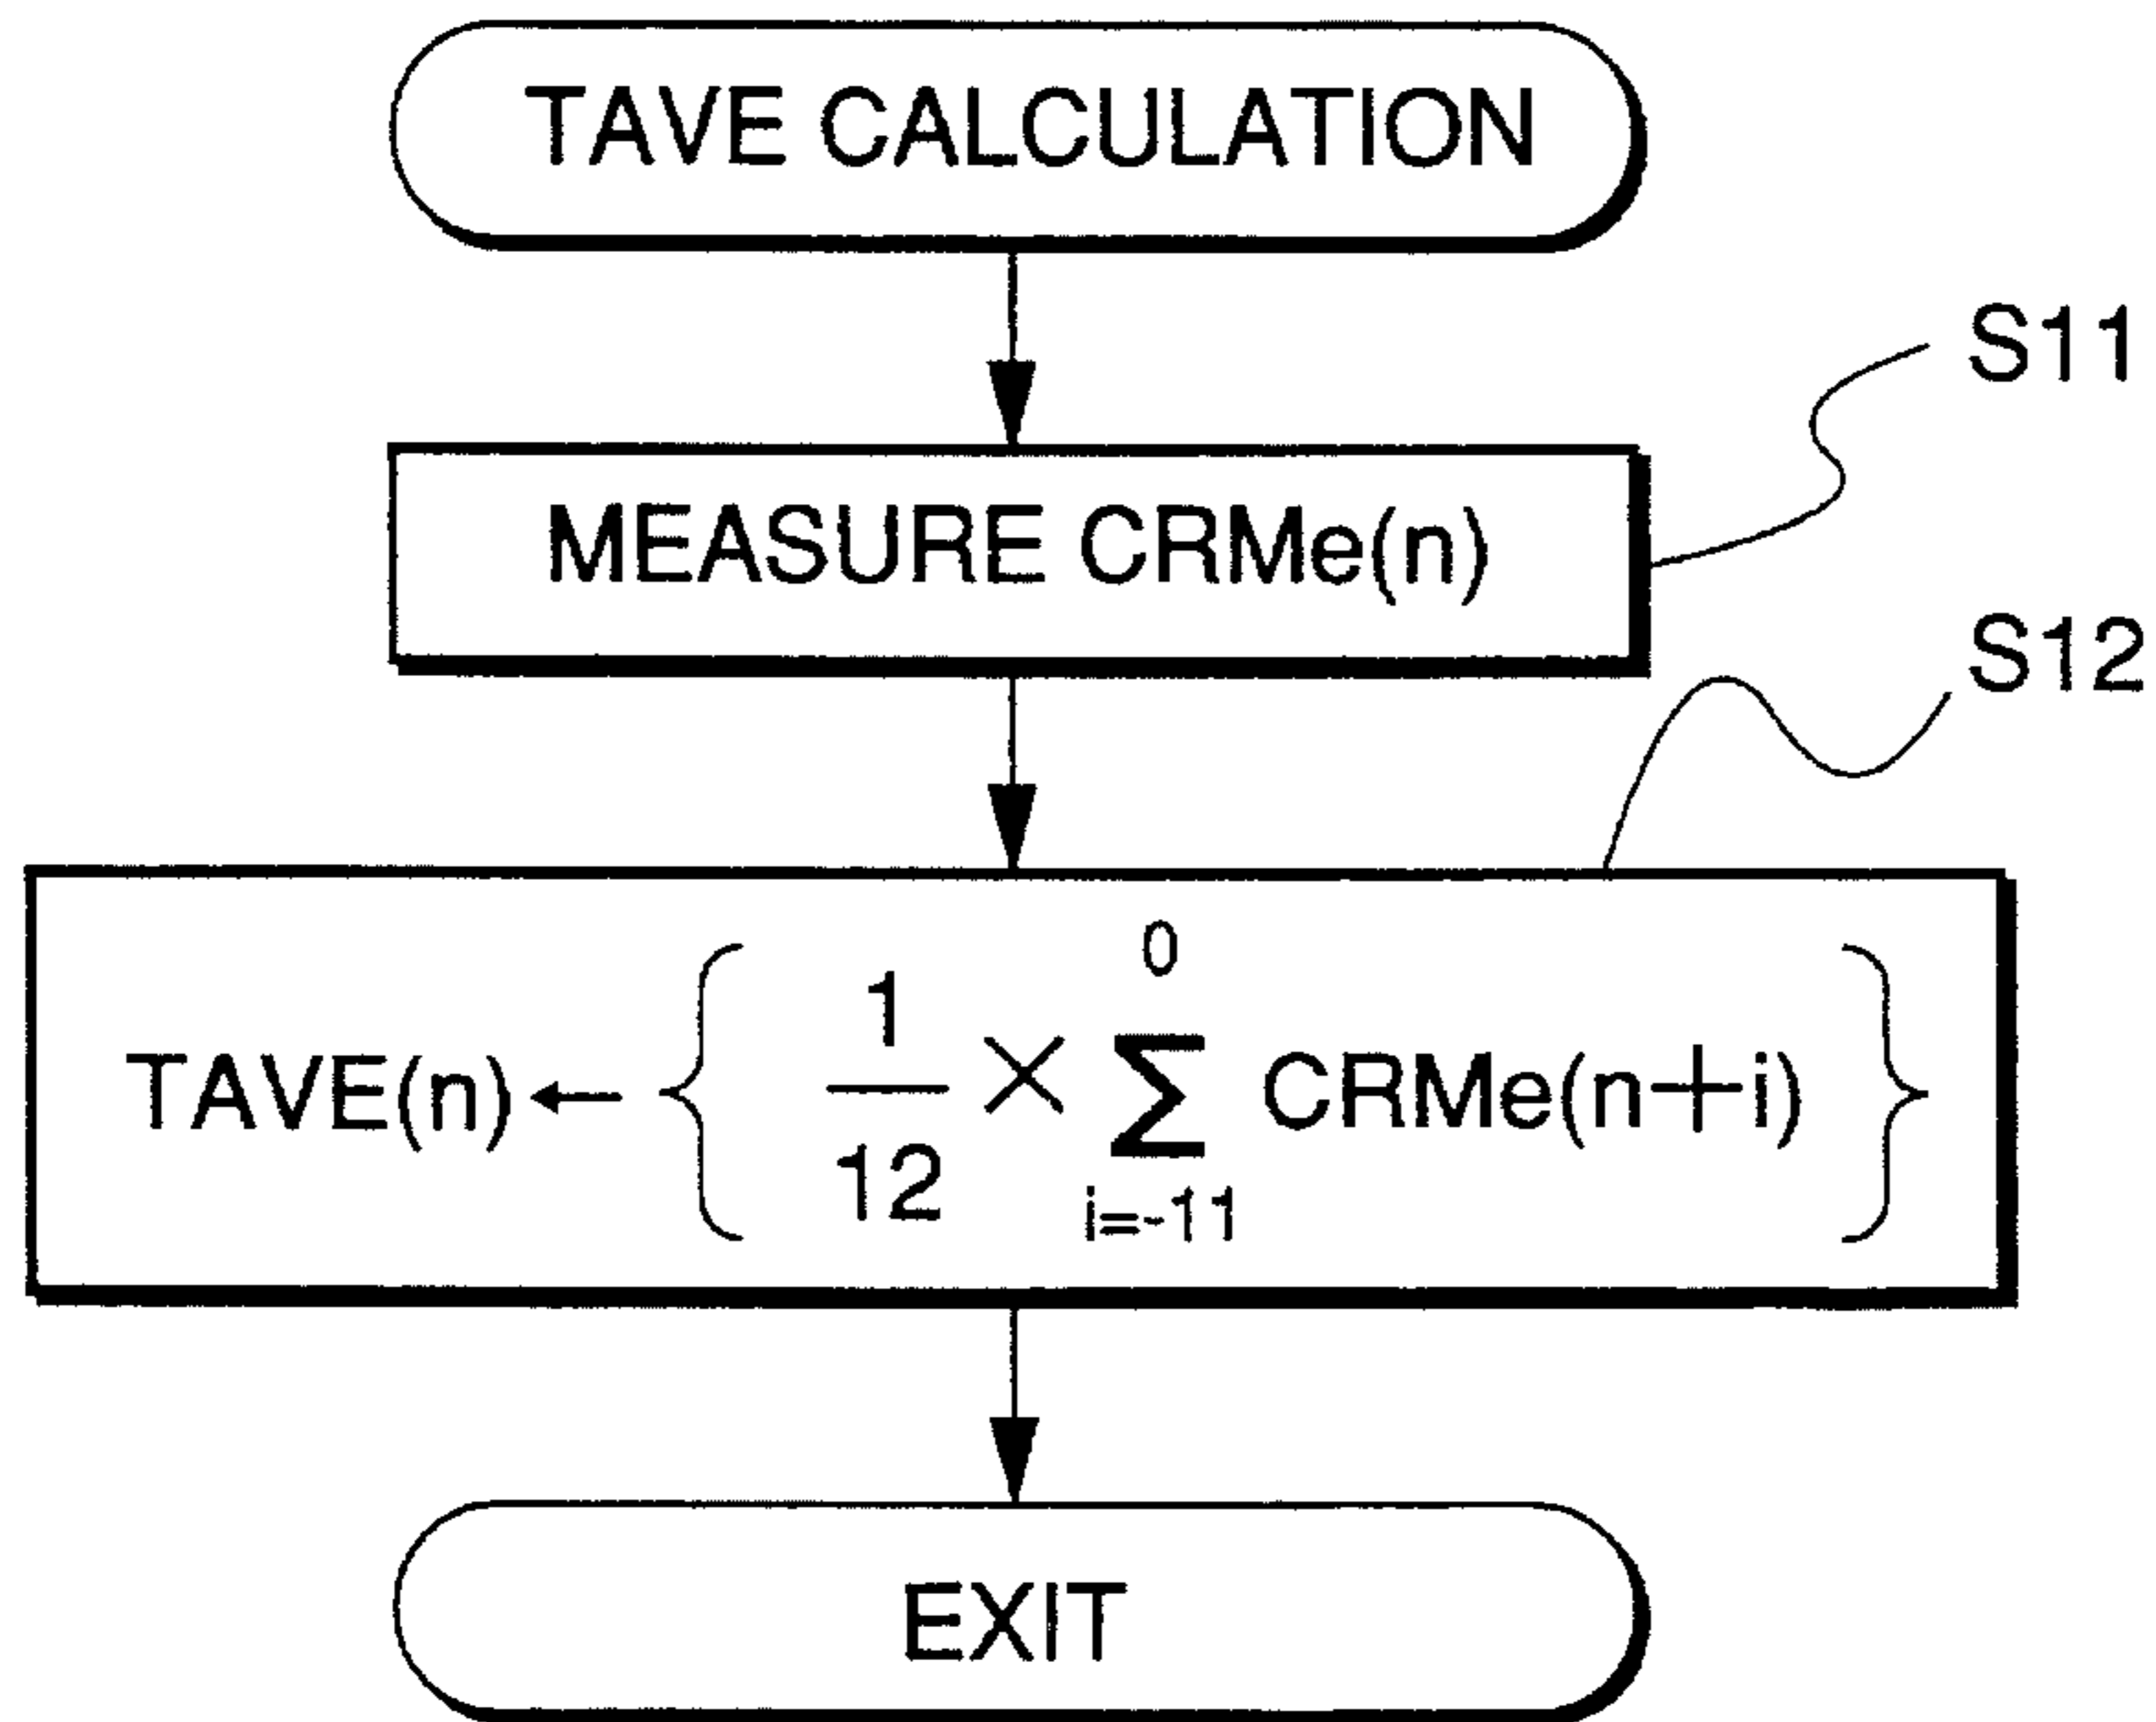 TAVE CALCULATION
S11
MEASURE CRMe(n)
S12
TAVE(n) ← { 1/12 × Σ CRMe(n+i) }
0
i=-11
EXIT